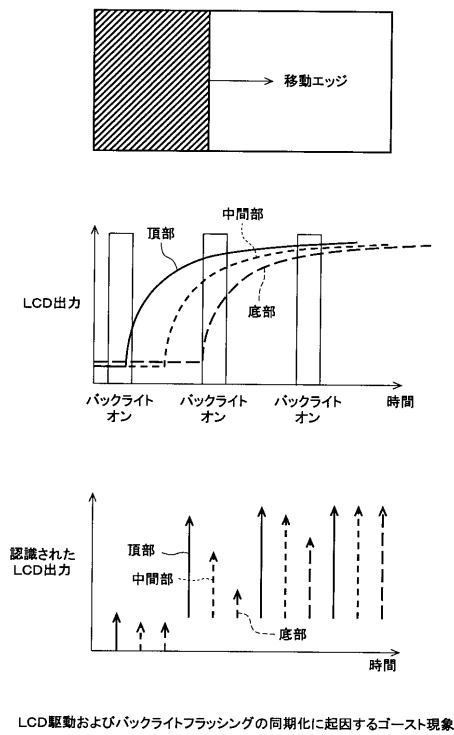 移動エッジ
中間部
頂部
LCD出力
底部
バックライト
オン
バックライト
オン
バックライト
オン
時間
認識された
LCD出力
頂部
中間部
底部
時間
LCD駆動およびバックライトフラッシングの同期化に起因するゴースト現象